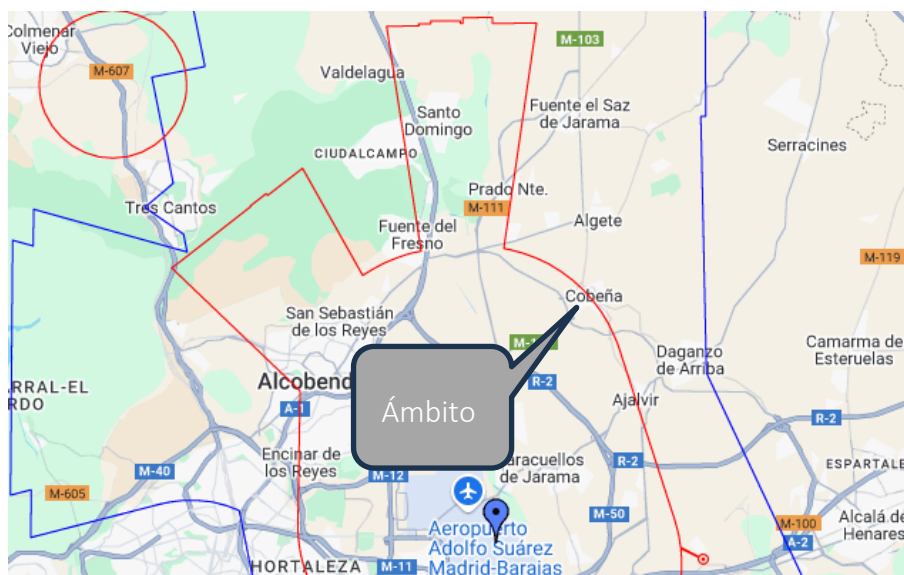 Colmenar
Viejo
M-607
M-103
Valdelagua
Santo
Domingo
Fuente el Saz
de Jarama
CIUDALCAMPO
Serracines
Prado Nte.
Tres Cantos
M-111
Algete
Fuente del
Fresno
M-119
Cobeña
San Sebastián
de los Reyes
Camarma de
Esteruelas
Daganzo
de Arriba
Alcobend
R-2
ARRAL-EL
RDO
A-1
Ámbito
Ajalvir
R-2
Encinar de
los Reyes
M-40
M-12
aracuellos
de Jarama
R-2
ESPARTALE
M-605
M-50
Aeropuerto
Adolfo Suárez
Madrid-Barajas
M-100
Alcalá de
Henares
A-2
HORTALEZA
M-11